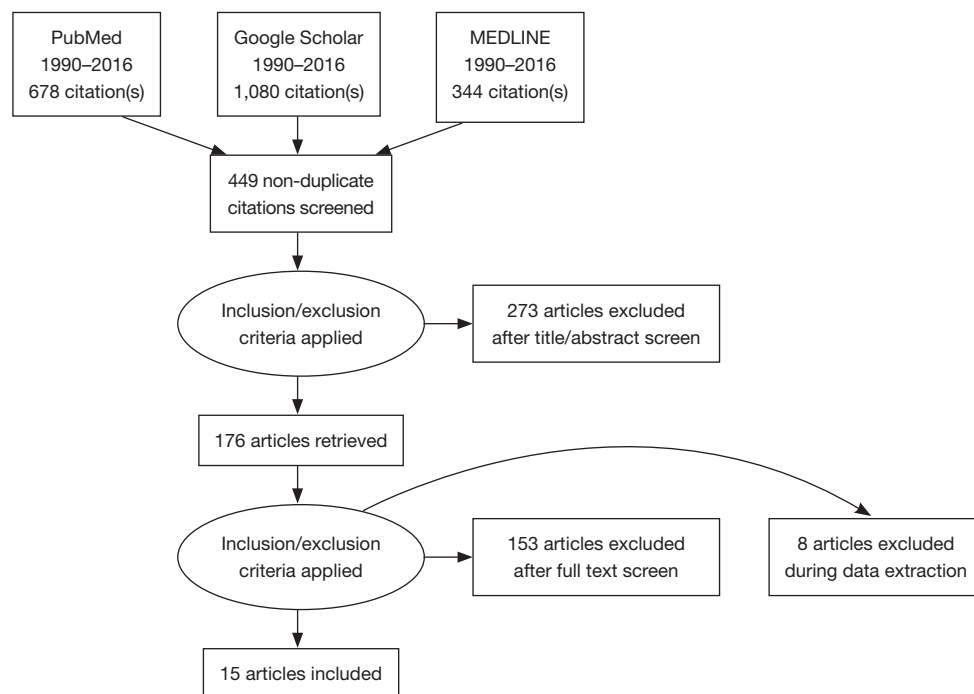 PubMed
1990–2016
678 citation(s)
Google Scholar
1990–2016
1,080 citation(s)
MEDLINE
1990–2016
344 citation(s)
449 non-duplicate
citations screened
Inclusion/exclusion
criteria applied
273 articles excluded
after title/abstract screen
176 articles retrieved
Inclusion/exclusion
criteria applied
153 articles excluded
after full text screen
8 articles excluded
during data extraction
15 articles included